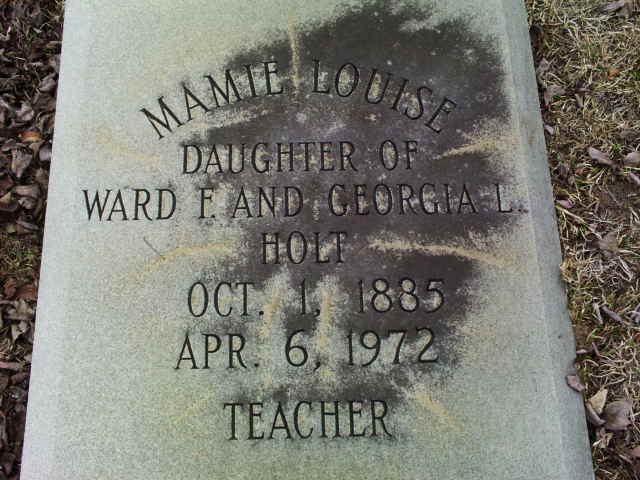 MAMIE LOUISE
DAUGHTER OF
WARD F. AND GEORGIA L.
HOLT
OCT. 1, 1885
APR. 6, 1972
TEACHER